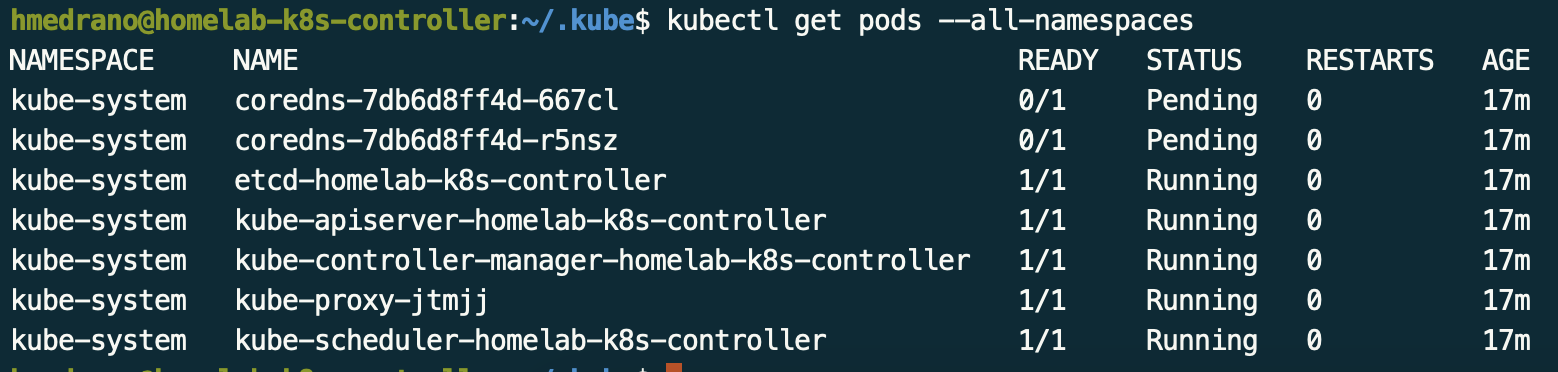 hmedrano@homelab-k8s-controller:~/.kube$ kubectl get pods --all-namespaces
NAMESPACE     NAME                                             READY   STATUS    RESTARTS   AGE
kube-system   coredns-7db6d8ff4d-667cl                         0/1     Pending   0          17m
kube-system   coredns-7db6d8ff4d-r5nsz                         0/1     Pending   0          17m
kube-system   etcd-homelab-k8s-controller                      1/1     Running   0          17m
kube-system   kube-apiserver-homelab-k8s-controller            1/1     Running   0          17m
kube-system   kube-controller-manager-homelab-k8s-controller   1/1     Running   0          17m
kube-system   kube-proxy-jtmjj                                 1/1     Running   0          17m
kube-system   kube-scheduler-homelab-k8s-controller            1/1     Running   0          17m